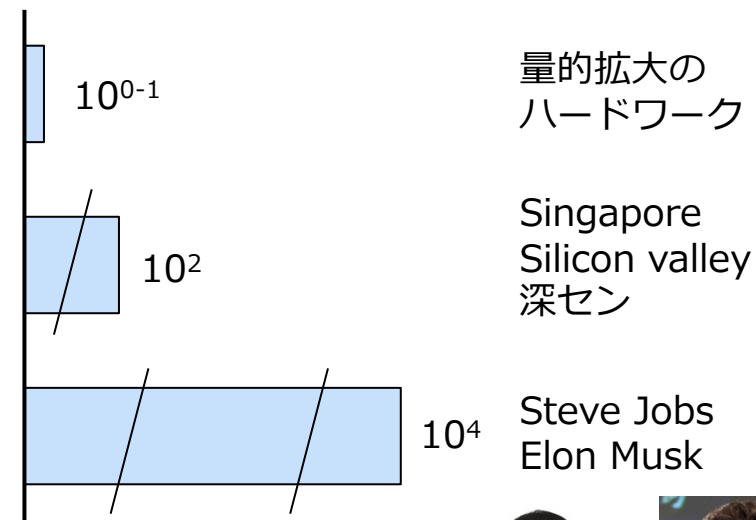 10⁰⁻¹
量的拡大の
ハードワーク
10²
Singapore
Silicon valley
深セン
10⁴
Steve Jobs
Elon Musk